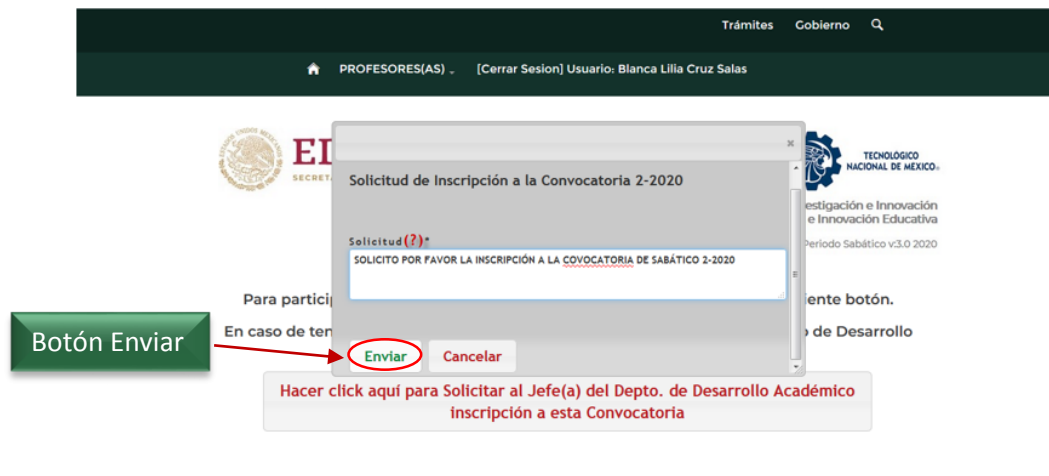 Trámites Gobierno
PROFESORES(AS) [Cerrar Sesion] Usuario: Blanca Lilia Cruz Salas
TECNOLÓGICO
NACIONAL DE MÉXICO®
Solicitud de Inscripción a la Convocatoria 2-2020
estigación e Innovación
e Innovación Educativa
Periodo Sabático v:3.0 2020
Solicitud(?)*
SOLICITO POR FAVOR LA INSCRIPCIÓN A LA COVOCATORIA DE SABÁTICO 2-2020
Para particip iente botón.
En caso de ten de Desarrollo
Botón Enviar
Enviar Cancelar
Hacer click aquí para Solicitar al Jefe(a) del Depto. de Desarrollo Académico
inscripción a esta Convocatoria